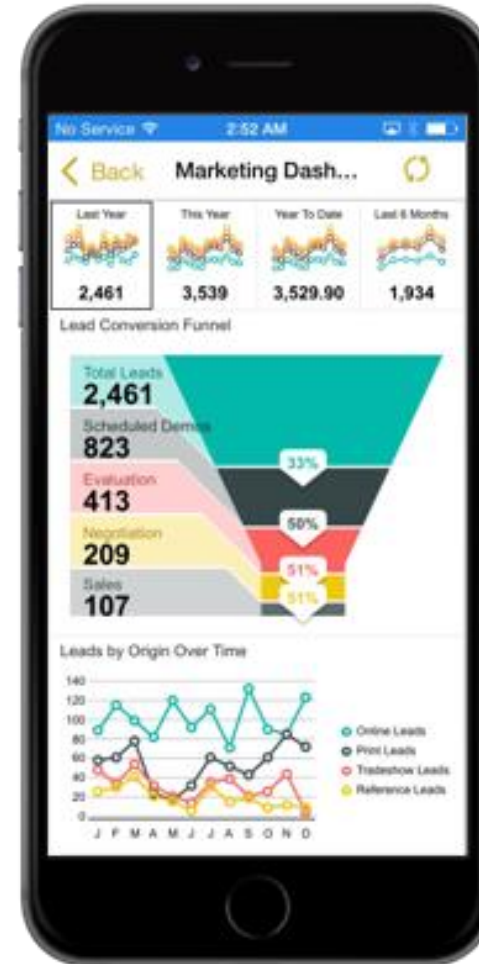 No Service 2:52 AM
Back Marketing Dash...
Last Year This Year Year To Date Last 6 Months
2,461 3,539 3,529.90 1,934
Lead Conversion Funnel
Total Leads
2,461
Scheduled Demos
823
33%
Evaluation
413
50%
Negotiation
209
51%
Sales
107
51%
Leads by Origin Over Time
140
120
100
80
60
40
20
0
J F M A M J J A S O N D
Online Leads
Print Leads
Tradeshow Leads
Reference Leads